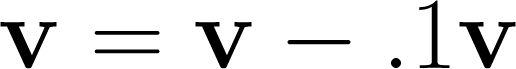 v = v − .1v